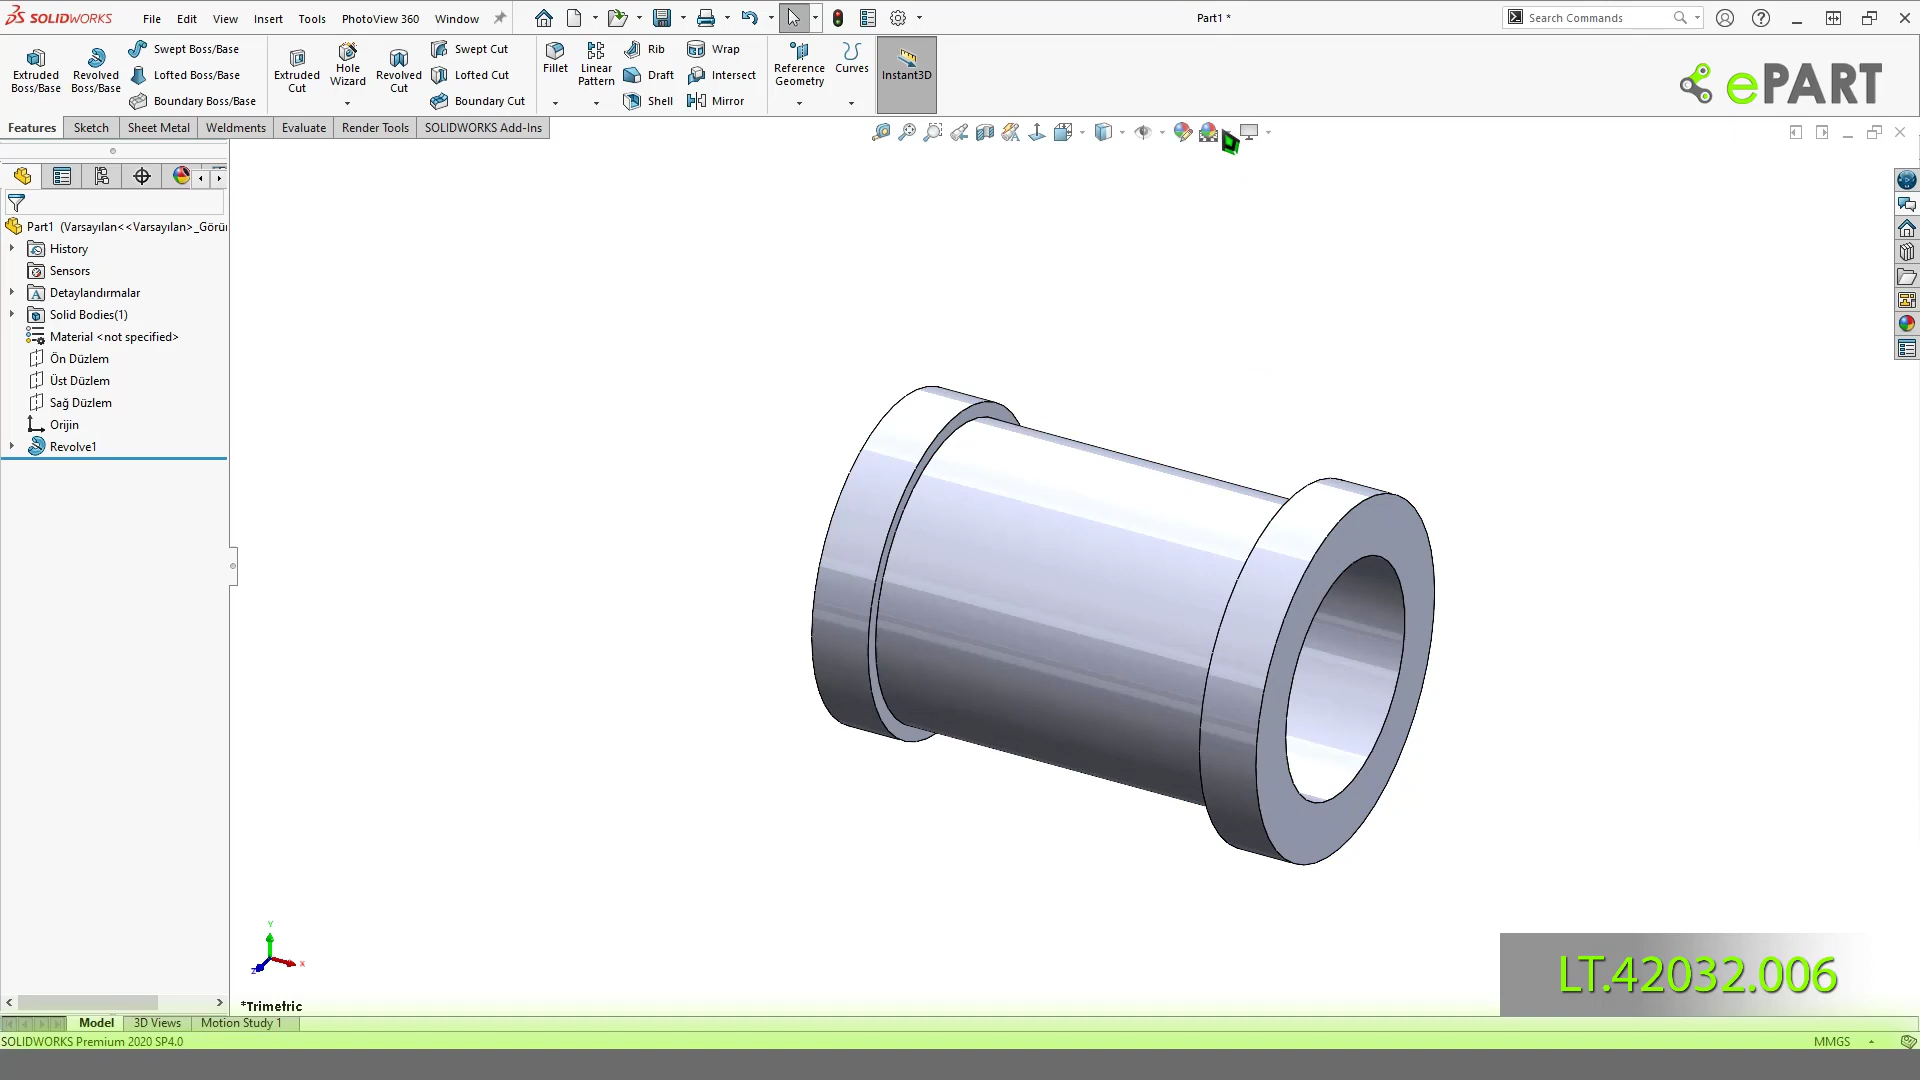 SOLIDWORKS File Edit View Insert Tools PhotoView 360 Window Part1 * Search Commands
Extruded Boss/Base
Revolved Boss/Base
Swept Boss/Base
Lofted Boss/Base
Boundary Boss/Base
Extruded Cut
Hole Wizard
Revolved Cut
Swept Cut
Lofted Cut
Boundary Cut
Fillet
Linear Pattern
Rib
Draft
Shell
Wrap
Intersect
Mirror
Reference Geometry
Curves
Instant3D
ePART
Features Sketch Sheet Metal Weldments Evaluate Render Tools SOLIDWORKS Add-Ins
Part1 (Varsayılan<<Varsayılan>_Görü
History
Sensors
Detaylandırmalar
Solid Bodies(1)
Material <not specified>
Ön Düzlem
Üst Düzlem
Sağ Düzlem
Orijin
Revolve1
Y
X
Z
*Trimetric
LT.42032.006
Model 3D Views Motion Study 1
SOLIDWORKS Premium 2020 SP4.0 MMGS